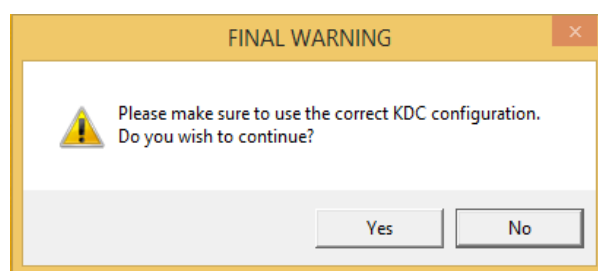 FINAL WARNING
Please make sure to use the correct KDC configuration.
Do you wish to continue?
Yes
No